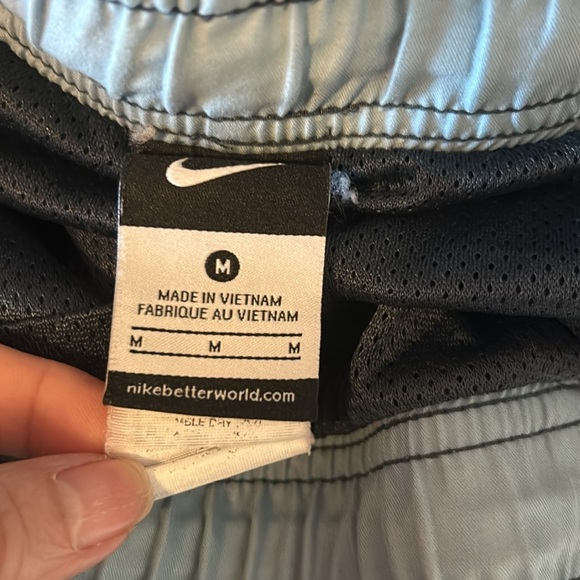 M
MADE IN VIETNAM
FABRIQUE AU VIETNAM
M M M
nikebetterworld.com